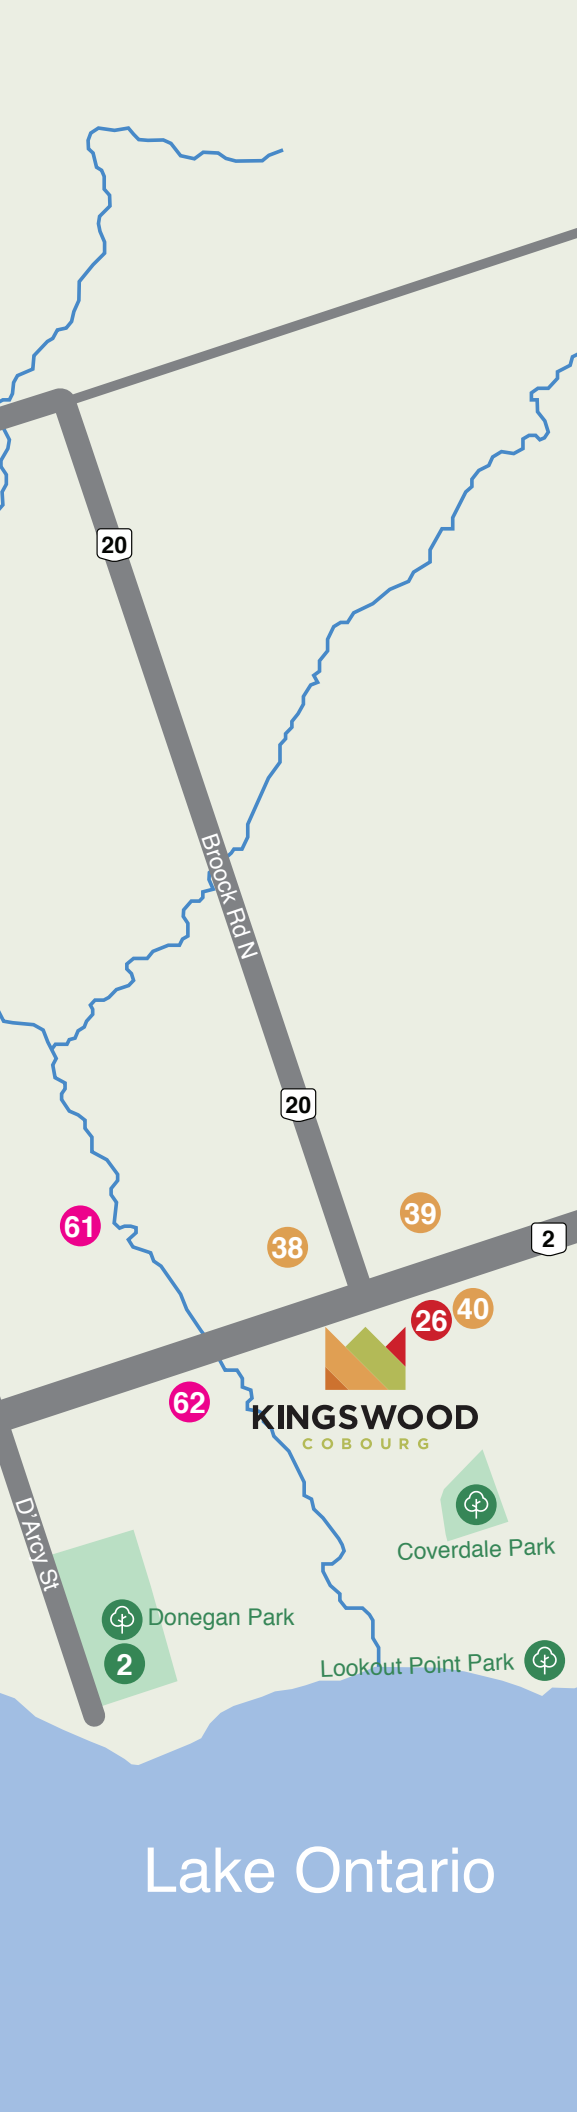 20
Broock Rd N
20
39
61
38
2
40
26
62
KINGSWOOD
COBOURG
D'Arcy St
Coverdale Park
Donegan Park
2
Lookout Point Park
Lake Ontario